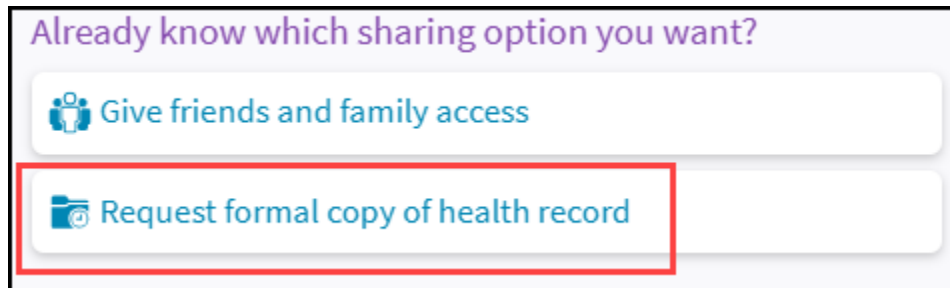 Already know which sharing option you want?
Give friends and family access
Request formal copy of health record